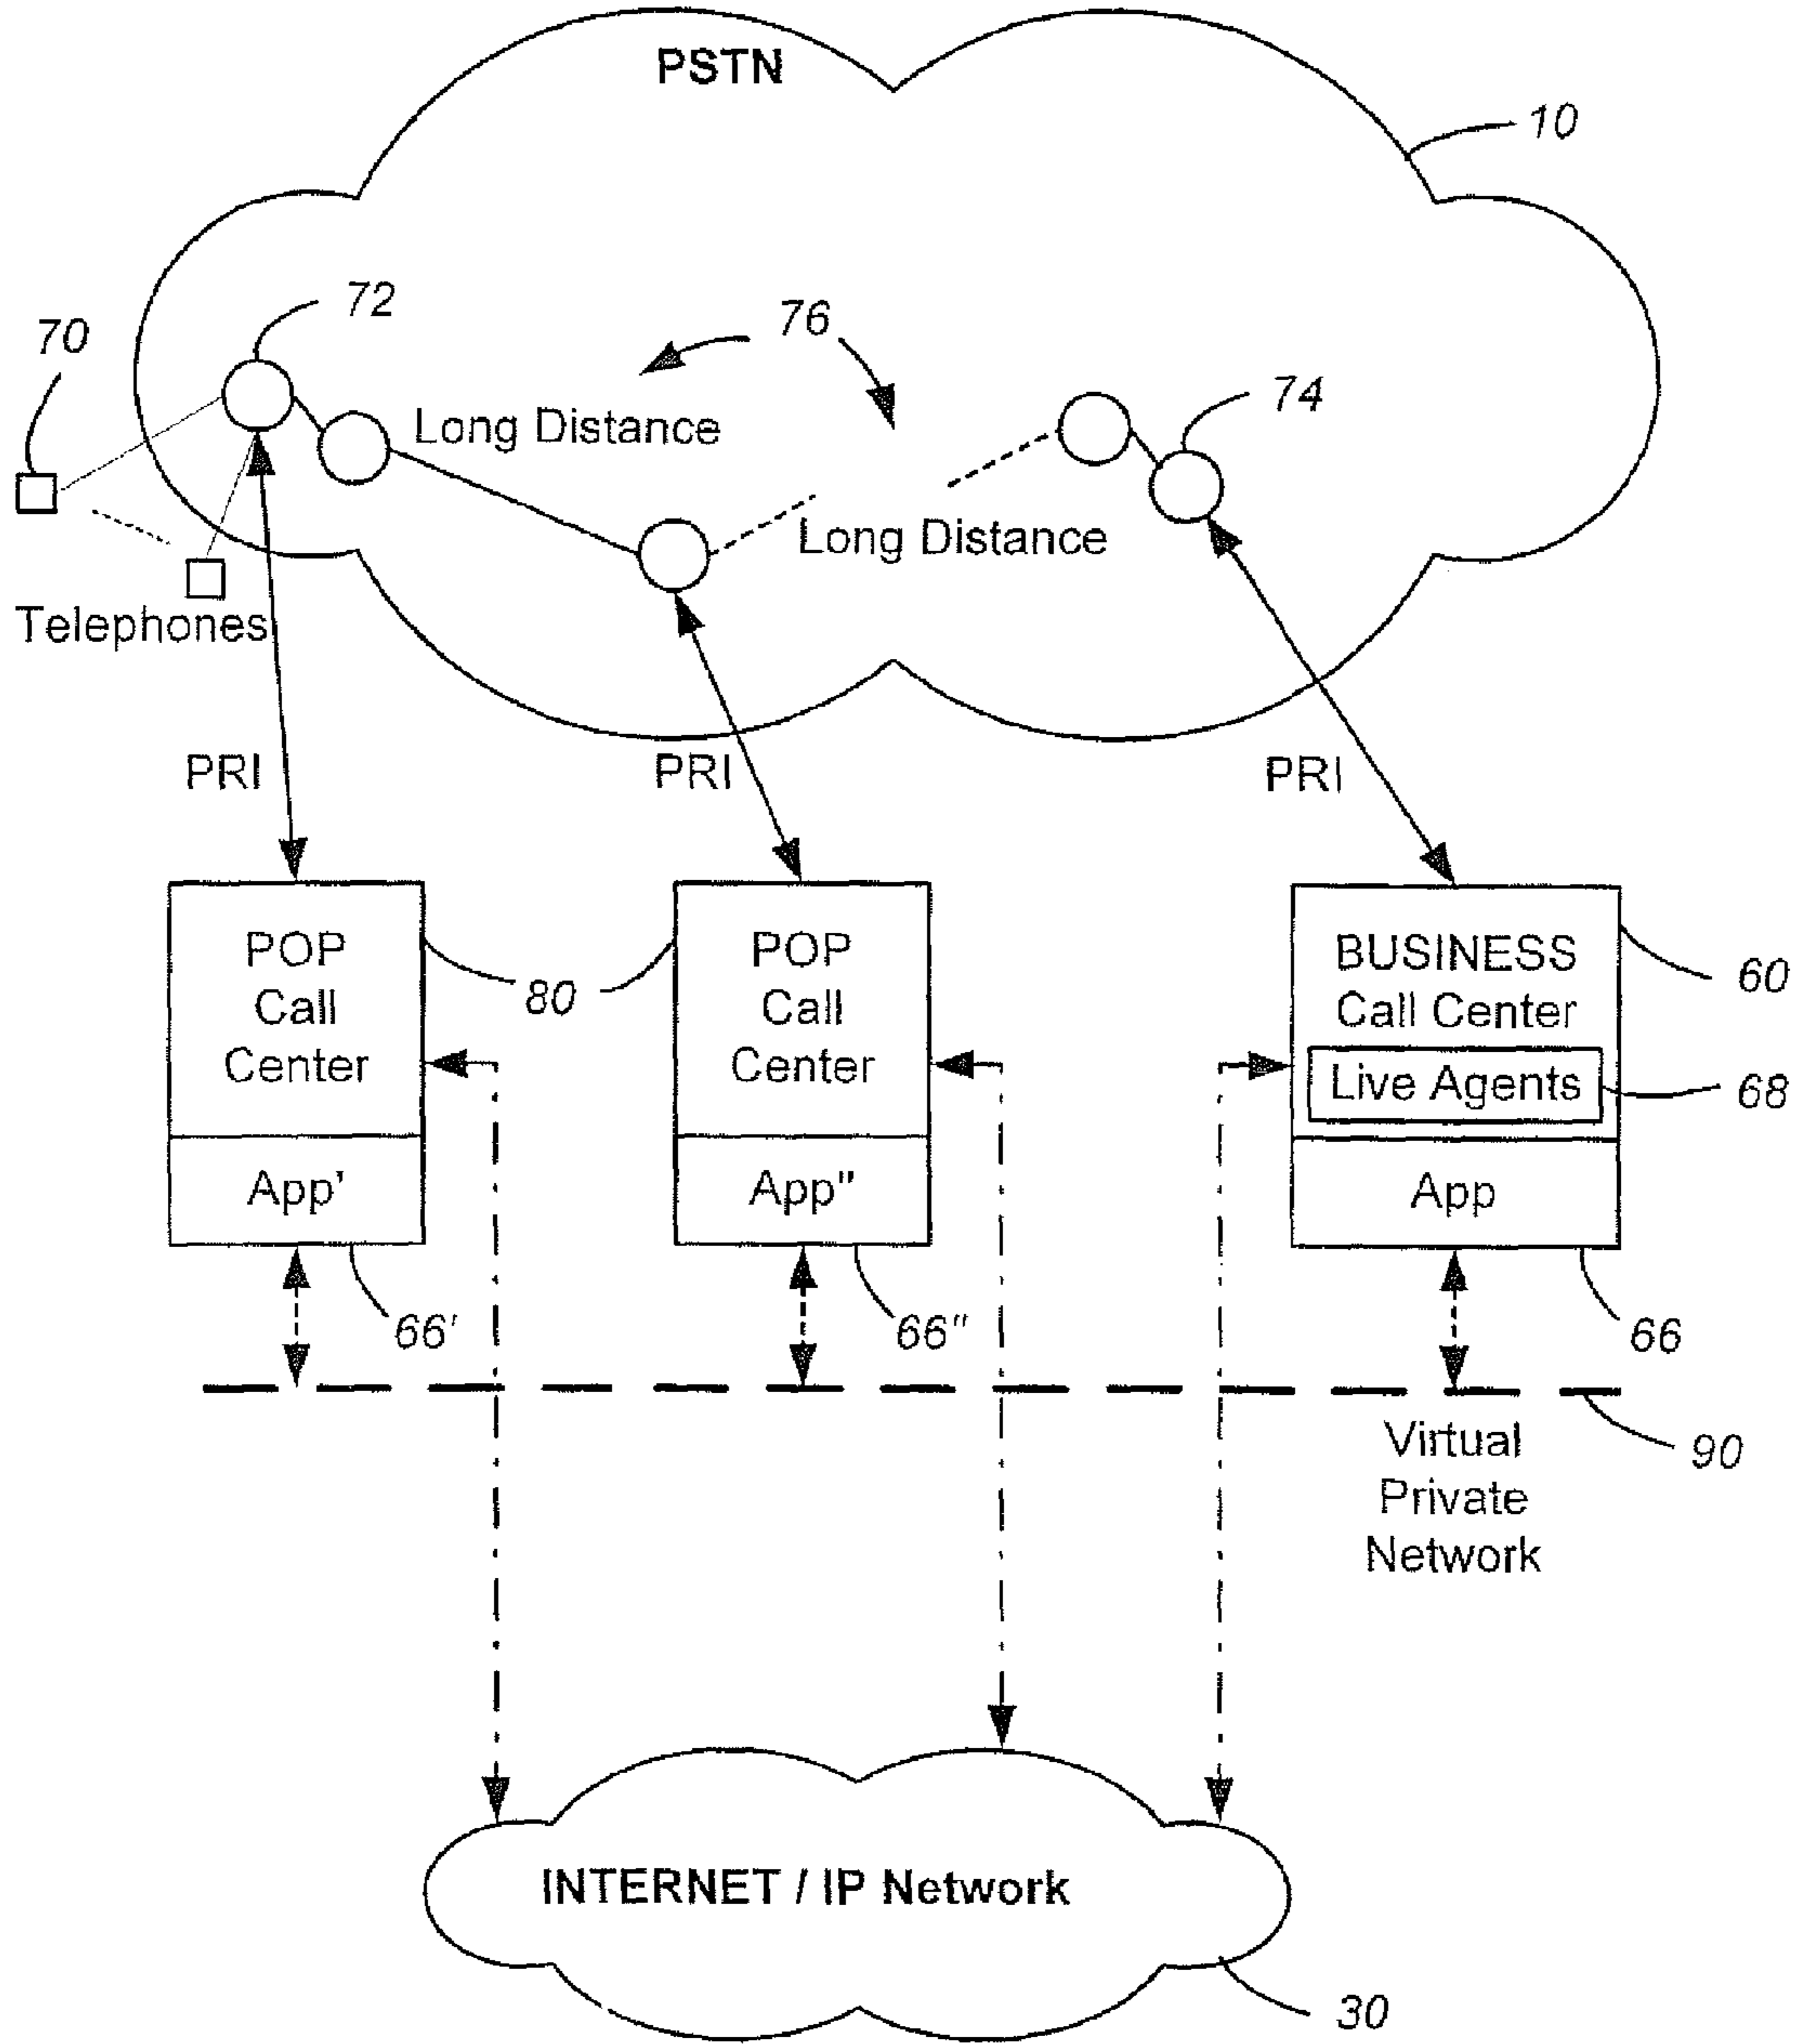 PSTN
10
72
76
70
74
Long Distance
Long Distance
Telephones
PRI
PRI
PRI
POP
Call
Center
80
POP
Call
Center
BUSINESS
Call Center
60
Live Agents
68
App'
App"
App
66'
66"
66
Virtual
Private
Network
90
INTERNET / IP Network
30